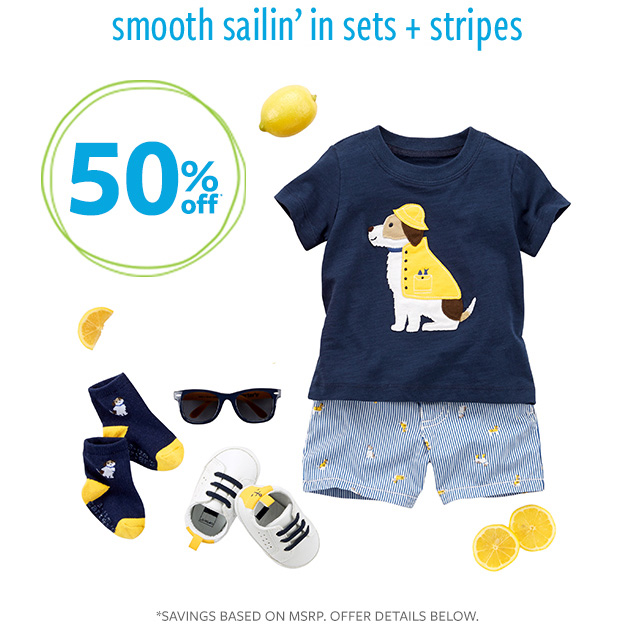 smooth sailin’ in sets + stripes
50%
off*
*SAVINGS BASED ON MSRP. OFFER DETAILS BELOW.